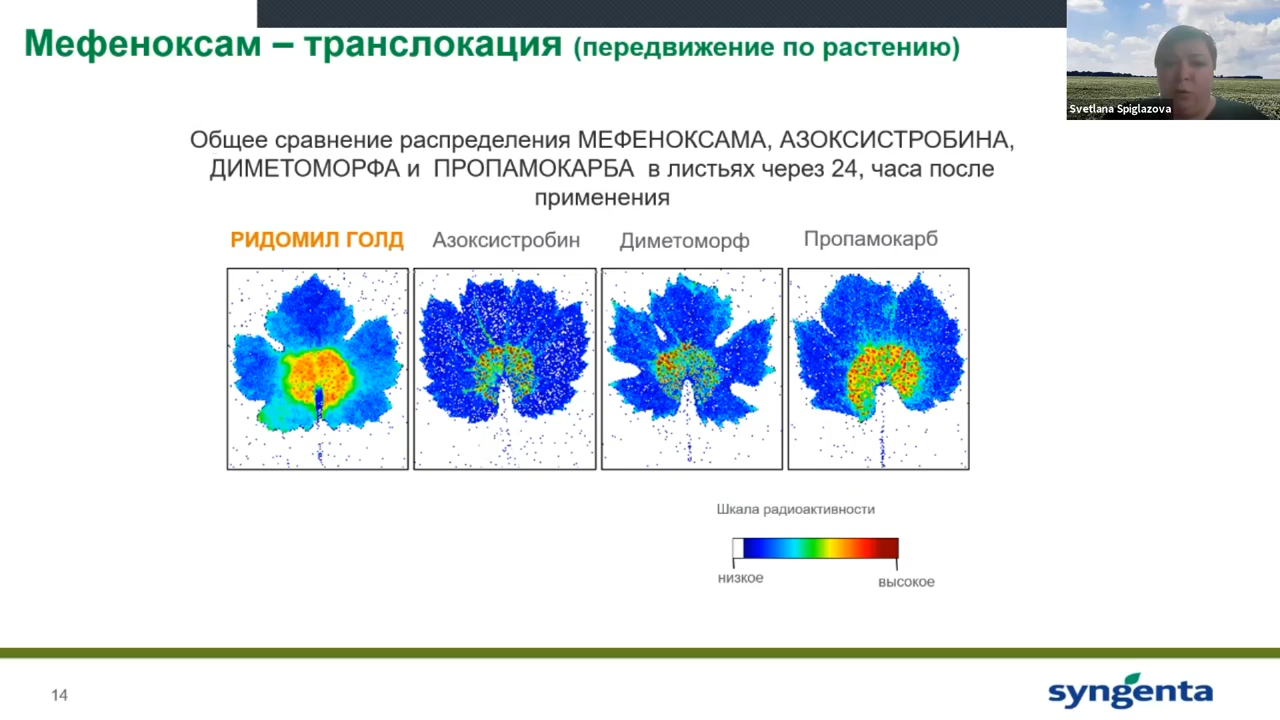 Мефеноксам – транслокация (передвижение по растению)
Svetlana Spiglazova
Общее сравнение распределения МЕФЕНОКСАМА, АЗОКСИСТРОБИНА,
ДИМЕТОМОРФА и ПРОПАМОКАРБА в листьях через 24, часа после
применения
РИДОМИЛ ГОЛД Азоксистробин Диметоморф Пропамокарб
Шкала радиоактивности
низкое высокое
14
syngenta